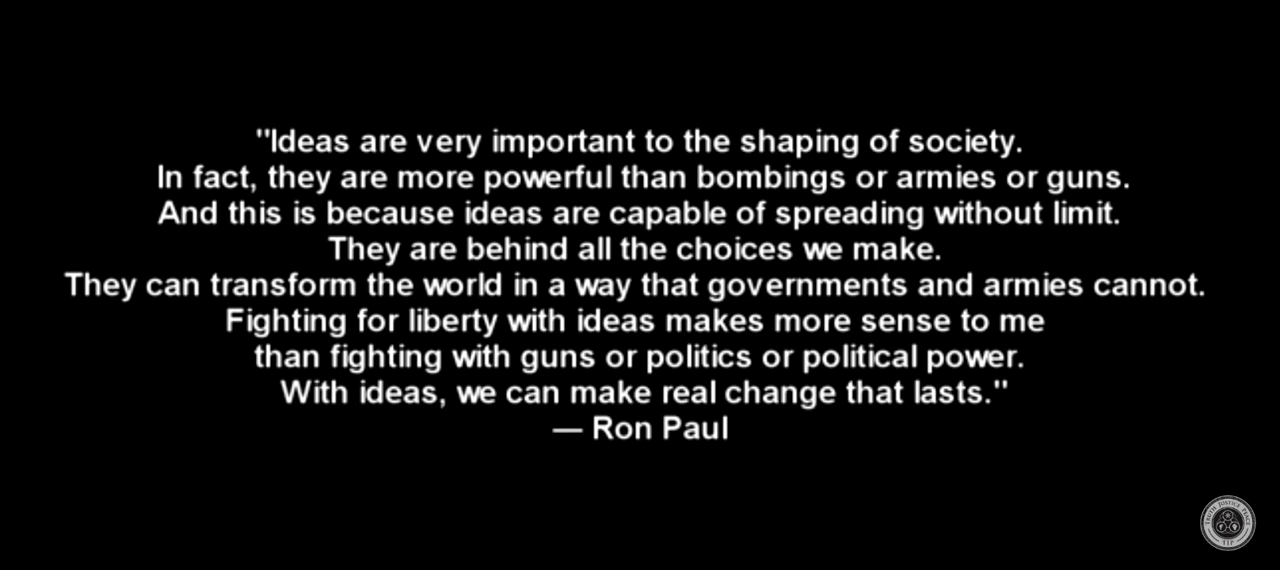 "Ideas are very important to the shaping of society.
In fact, they are more powerful than bombings or armies or guns.
And this is because ideas are capable of spreading without limit.
They are behind all the choices we make.
They can transform the world in a way that governments and armies cannot.
Fighting for liberty with ideas makes more sense to me
than fighting with guns or politics or political power.
With ideas, we can make real change that lasts."
— Ron Paul
Truth Justice Peace
TJP